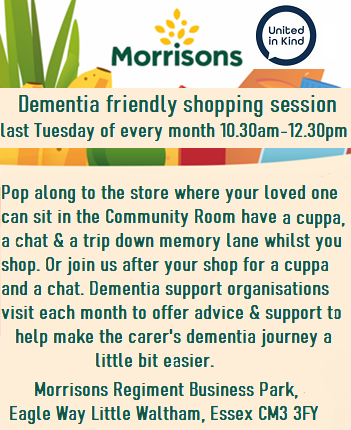 Morrisons
United
in Kind
Dementia friendly shopping session
last Tuesday of every month 10.30am-12.30pm
Pop along to the store where your loved one
can sit in the Community Room have a cuppa,
a chat & a trip down memory lane whilst you
shop. Or join us after your shop for a cuppa
and a chat. Dementia support organisations
visit each month to offer advice & support to
help make the carer's dementia journey a
little bit easier.
Morrisons Regiment Business Park,
Eagle Way Little Waltham, Essex CM3 3FY